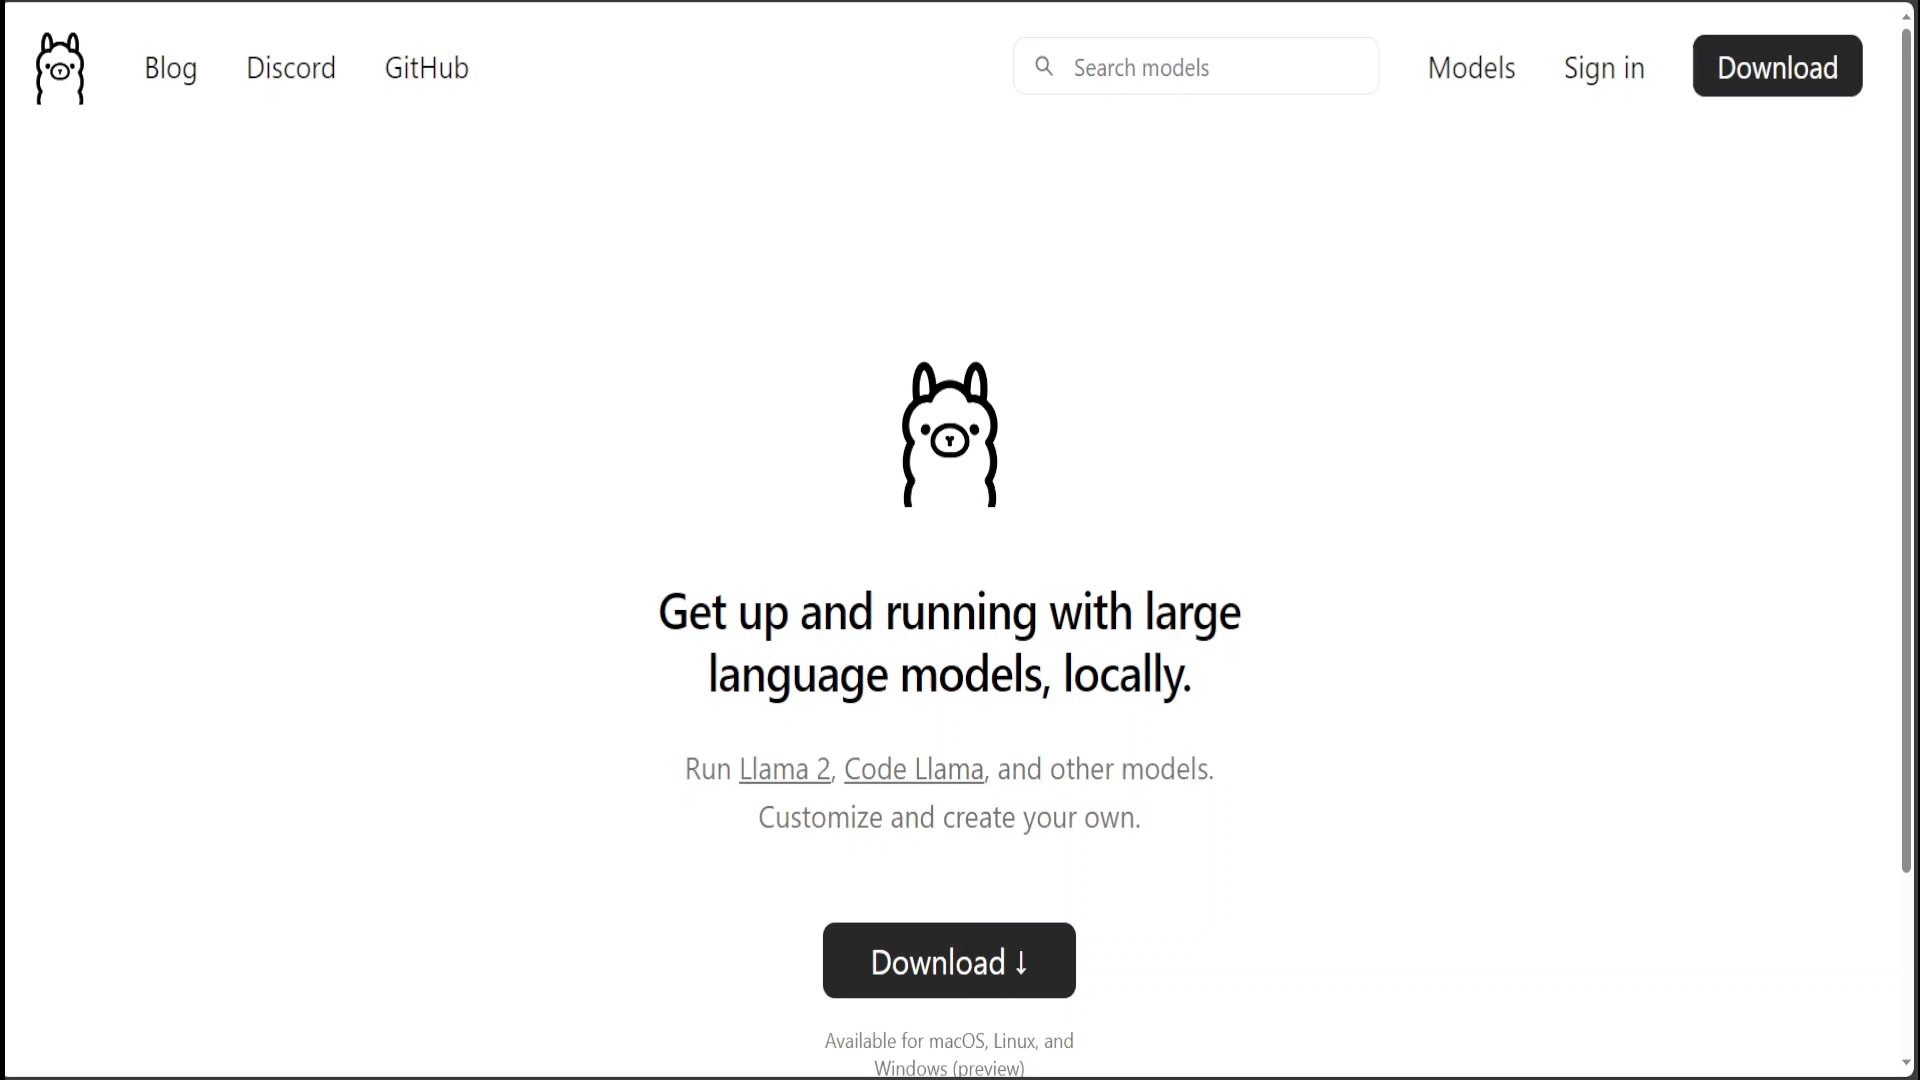 Blog Discord GitHub Search models Models Sign in Download
Get up and running with large
language models, locally.
Run Llama 2, Code Llama, and other models.
Customize and create your own.
Download ↓
Available for macOS, Linux, and
Windows (preview)